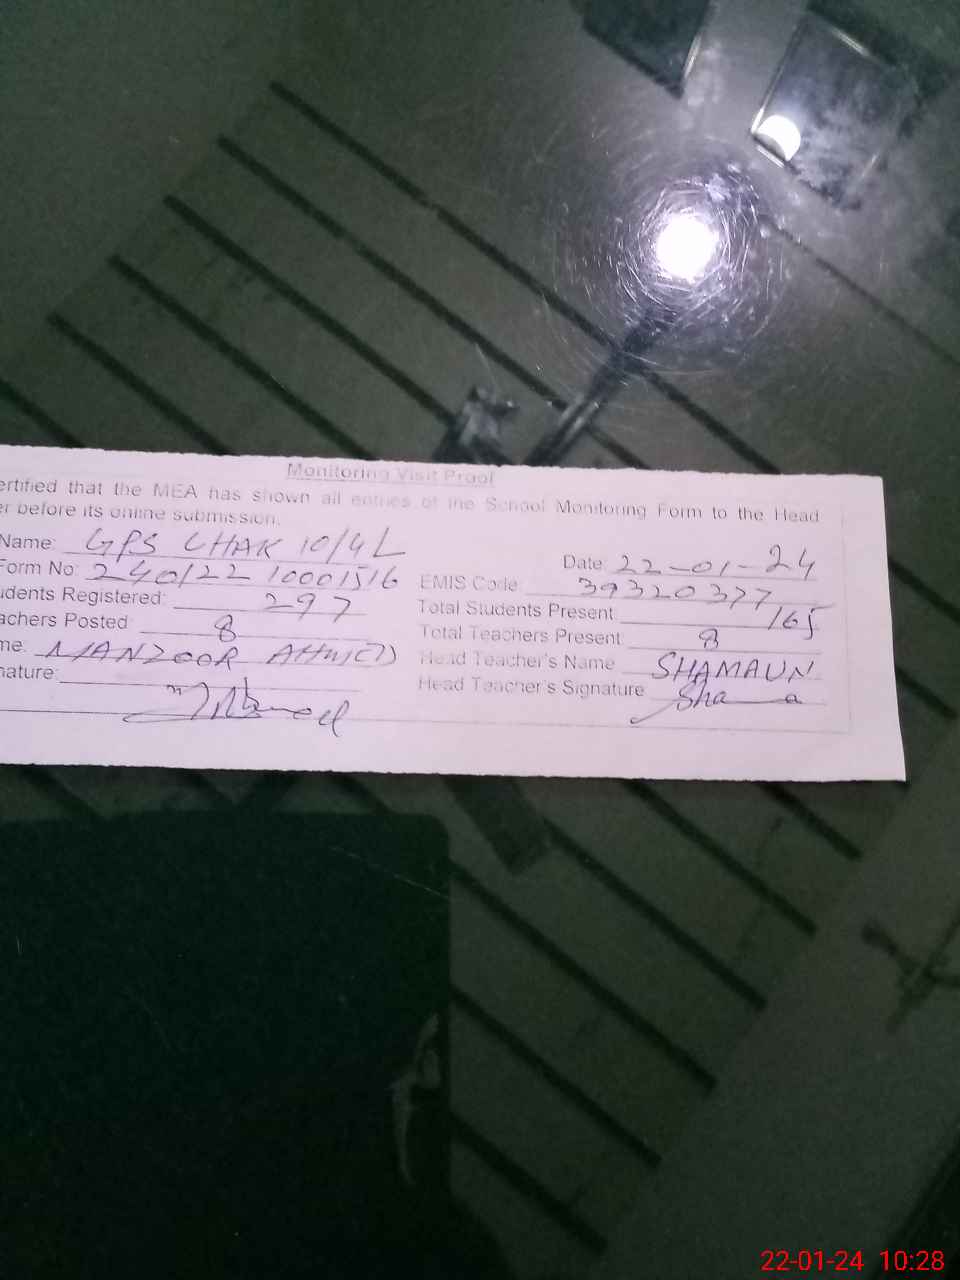 Monitoring Visit Proof
ertified that the MEA has shown all entries of the School Monitoring Form to the Head
er before its online submission.
Name: GPS CHAK 10/4L
Date: 22-01-24
Form No: 240122 10001516
EMIS Code: 39320377
udents Registered: 297
Total Students Present: 165
achers Posted: 8
Total Teachers Present: 8
me: MANZOOR AHMED
Head Teacher's Name SHAMAUN
nature:
Head Teacher's Signature Shama
22-01-24 10:28